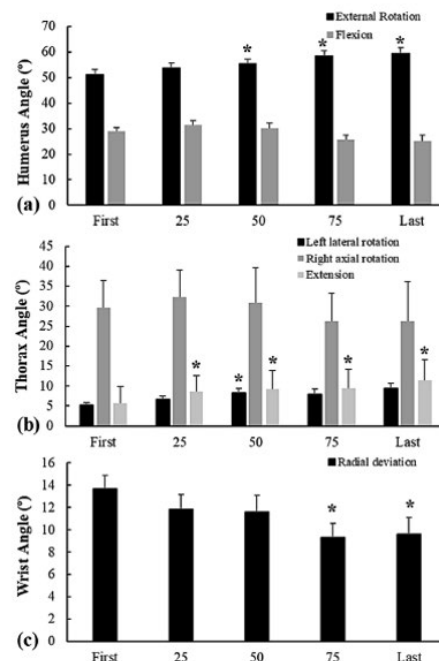 External Rotation
Flexion
Humerus Angle (º)
70
60
50
40
30
20
10
0
* * *
(a)
First 25 50 75 Last
Left lateral rotation
Right axial rotation
Extension
Thorax Angle (º)
45
40
35
30
25
20
15
10
5
0
* * * * *
(b)
First 25 50 75 Last
Radial deviation
Wrist Angle (º)
16
14
12
10
8
6
4
2
0
* *
(c)
First 25 50 75 Last